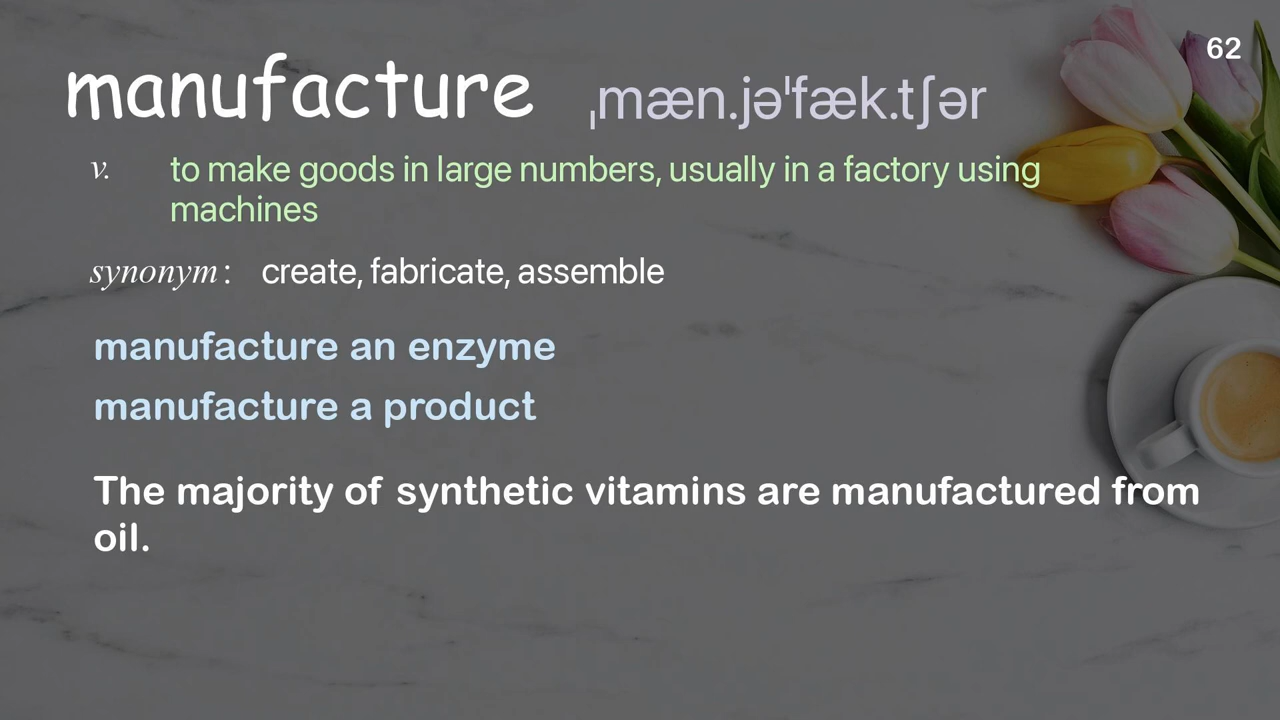 62
manufacture ˌmæn.jəˈfæk.tʃər
v. to make goods in large numbers, usually in a factory using
machines
synonym: create, fabricate, assemble
manufacture an enzyme
manufacture a product
The majority of synthetic vitamins are manufactured from
oil.